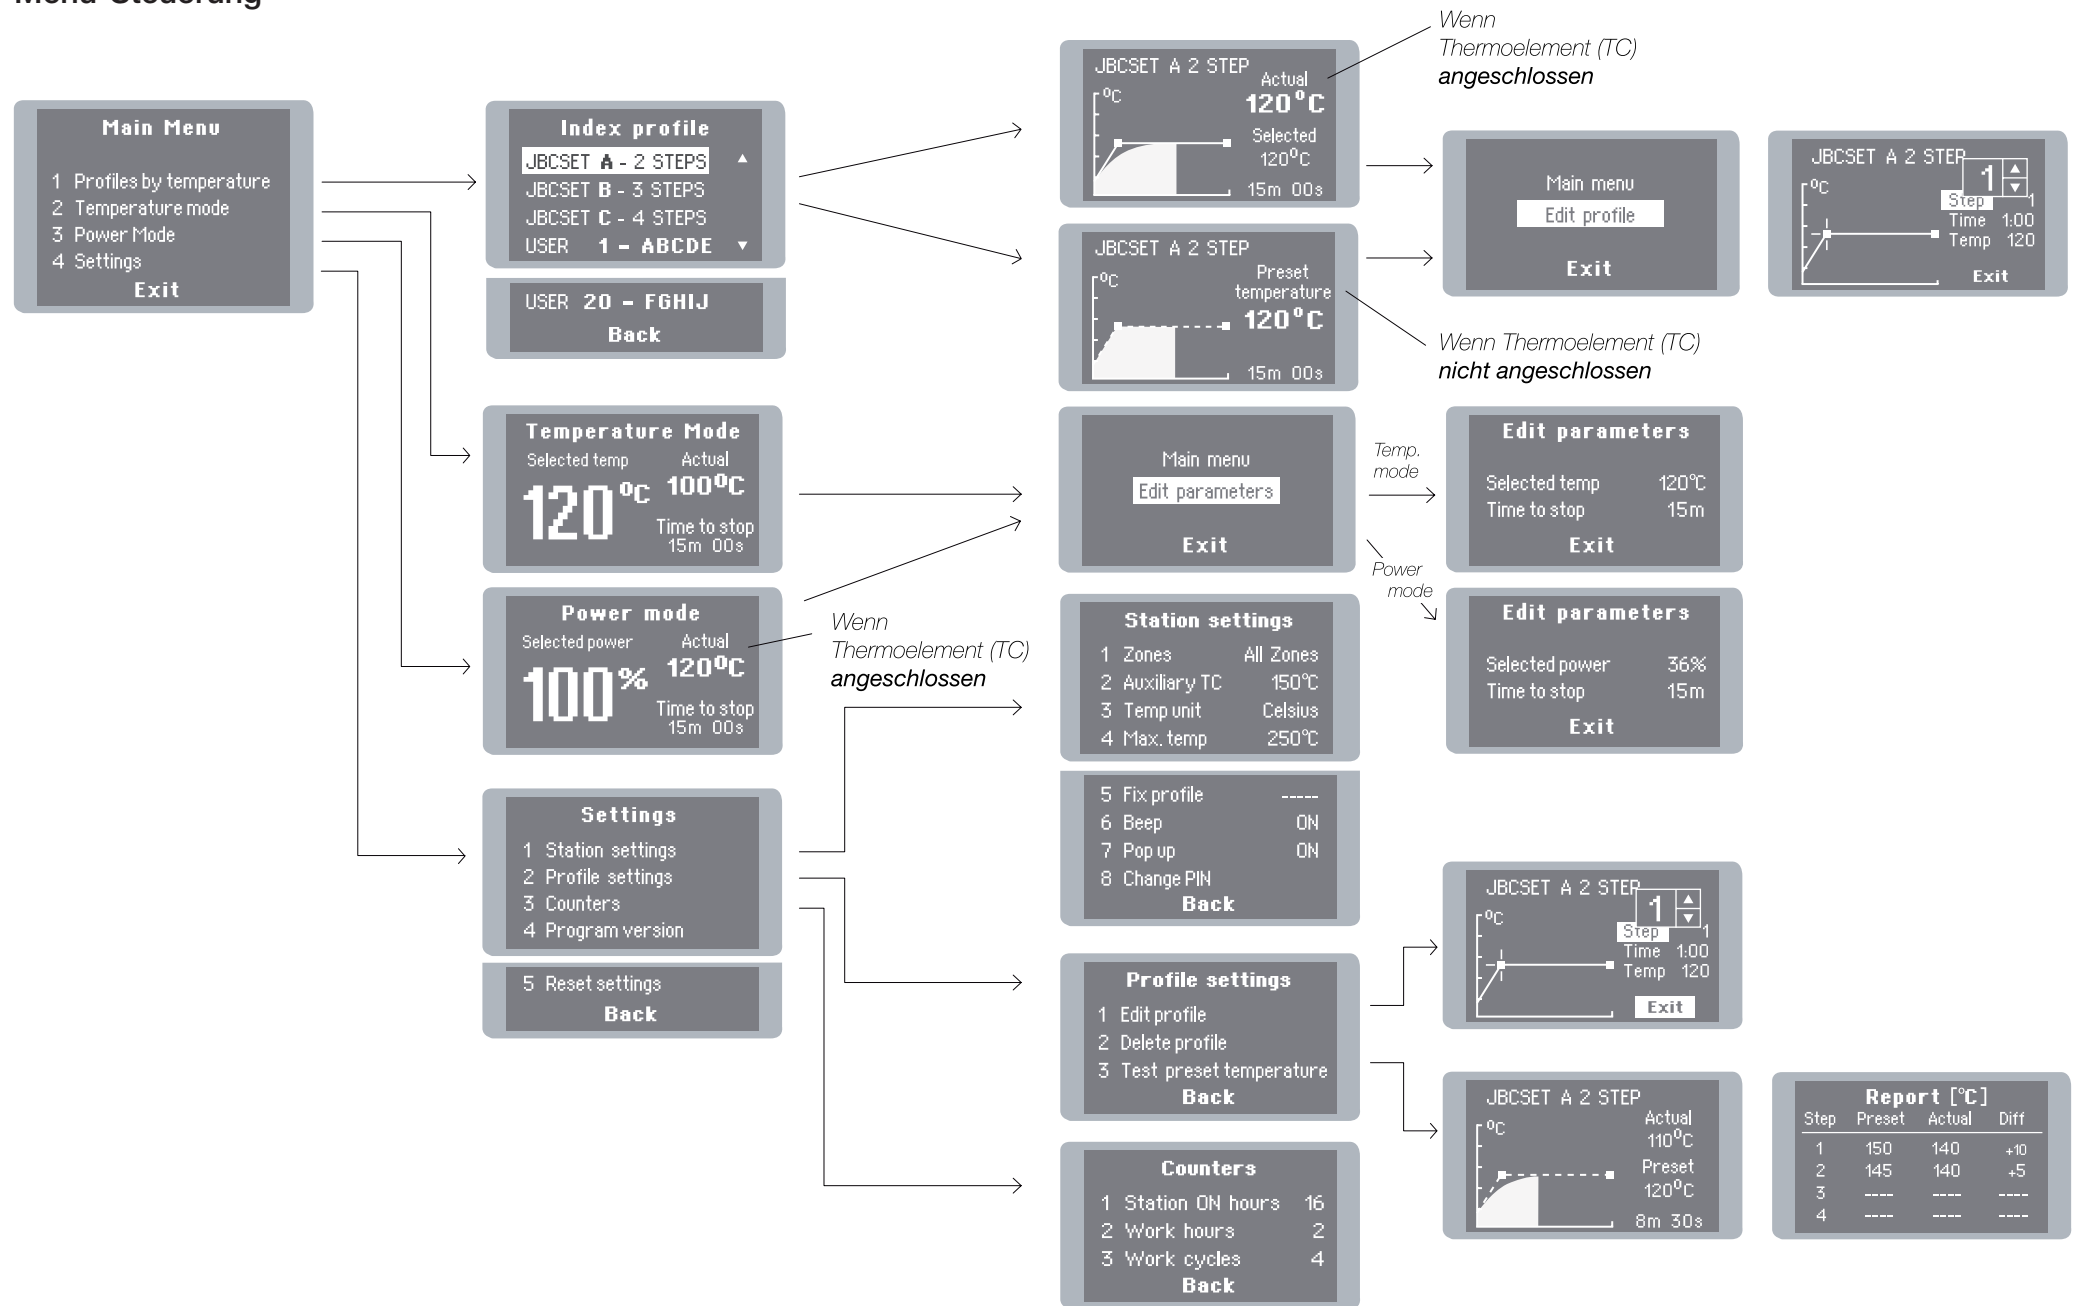 Menü-Steuerung
Main Menu
1 Profiles by temperature
2 Temperature mode
3 Power Mode
4 Settings
Exit
Index profile
JBCSET A - 2 STEPS
JBCSET B - 3 STEPS
JBCSET C - 4 STEPS
USER 1 - ABCDE
USER 20 - FGHIJ
Back
JBCSET A 2 STEP
Actual
ºC
120ºC
Selected
120ºC
15m 00s
Wenn
Thermoelement (TC)
angeschlossen
JBCSET A 2 STEP
ºC
Preset
temperature
120ºC
15m 00s
Wenn Thermoelement (TC)
nicht angeschlossen
Main menu
Edit profile
Exit
JBCSET A 2 STEP
1
ºC
Step 1
Time 1:00
Temp 120
Exit
Temperature Mode
Selected temp Actual
120ºC 100ºC
Time to stop
15m 00s
Power mode
Selected power Actual
100% 120ºC
Time to stop
15m 00s
Wenn
Thermoelement (TC)
angeschlossen
Main menu
Edit parameters
Exit
Temp.
mode
Power
mode
Edit parameters
Selected temp 120ºC
Time to stop 15m
Exit
Edit parameters
Selected power 36%
Time to stop 15m
Exit
Settings
1 Station settings
2 Profile settings
3 Counters
4 Program version
5 Reset settings
Back
Station settings
1 Zones All Zones
2 Auxiliary TC 150ºC
3 Temp unit Celsius
4 Max. temp 250ºC
5 Fix profile -----
6 Beep ON
7 Pop up ON
8 Change PIN
Back
Profile settings
1 Edit profile
2 Delete profile
3 Test preset temperature
Back
Counters
1 Station ON hours 16
2 Work hours 2
3 Work cycles 4
Back
JBCSET A 2 STEP
1
ºC
Step 1
Time 1:00
Temp 120
Exit
JBCSET A 2 STEP
Actual
ºC
110ºC
Preset
120ºC
8m 30s
Report [ºC]
Step Preset Actual Diff
1 150 140 +10
2 145 140 +5
3 ---- ---- ----
4 ---- ---- ----